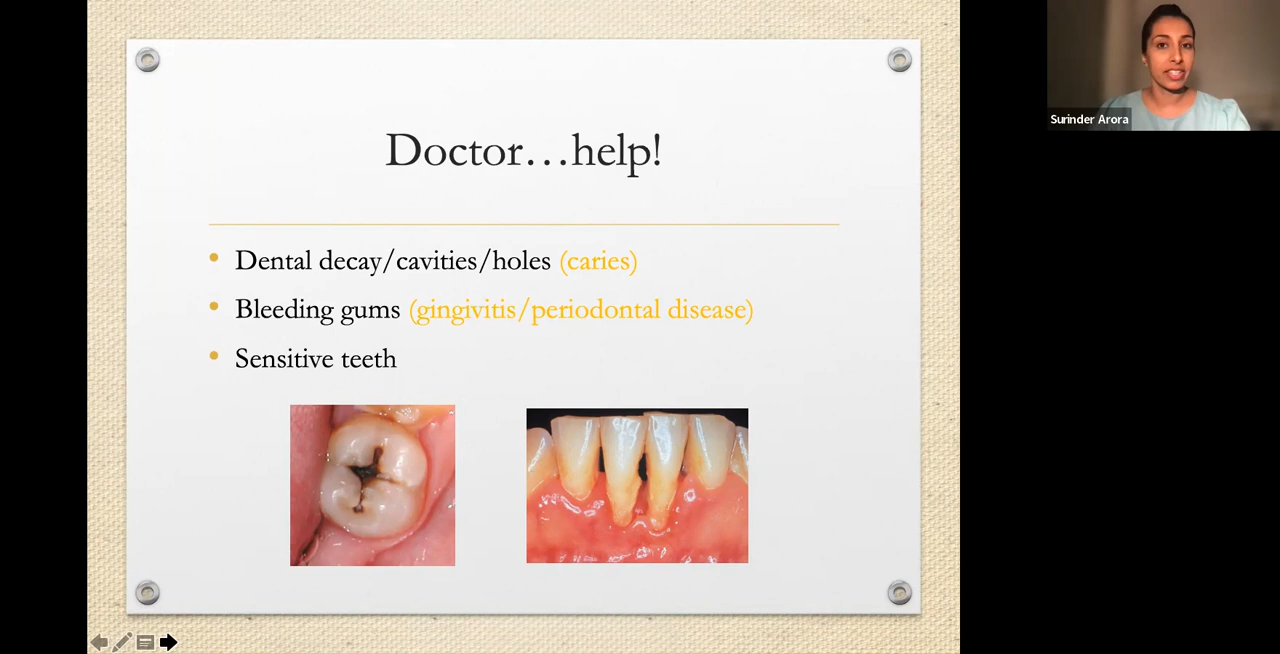 Doctor…help!
Dental decay/cavities/holes (caries)
Bleeding gums (gingivitis/periodontal disease)
Sensitive teeth
Surinder Arora